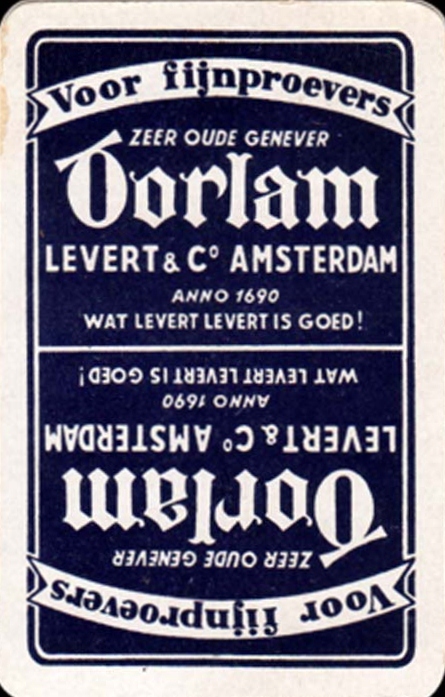 Voor fijnproevers
ZEER OUDE GENEVER
Oorlam
LEVERT & Cº AMSTERDAM
ANNO 1690
WAT LEVERT LEVERT IS GOED!
WAT LEVERT LEVERT IS GOED!
ANNO 1690
LEVERT & Cº AMSTERDAM
Oorlam
ZEER OUDE GENEVER
Voor fijnproevers